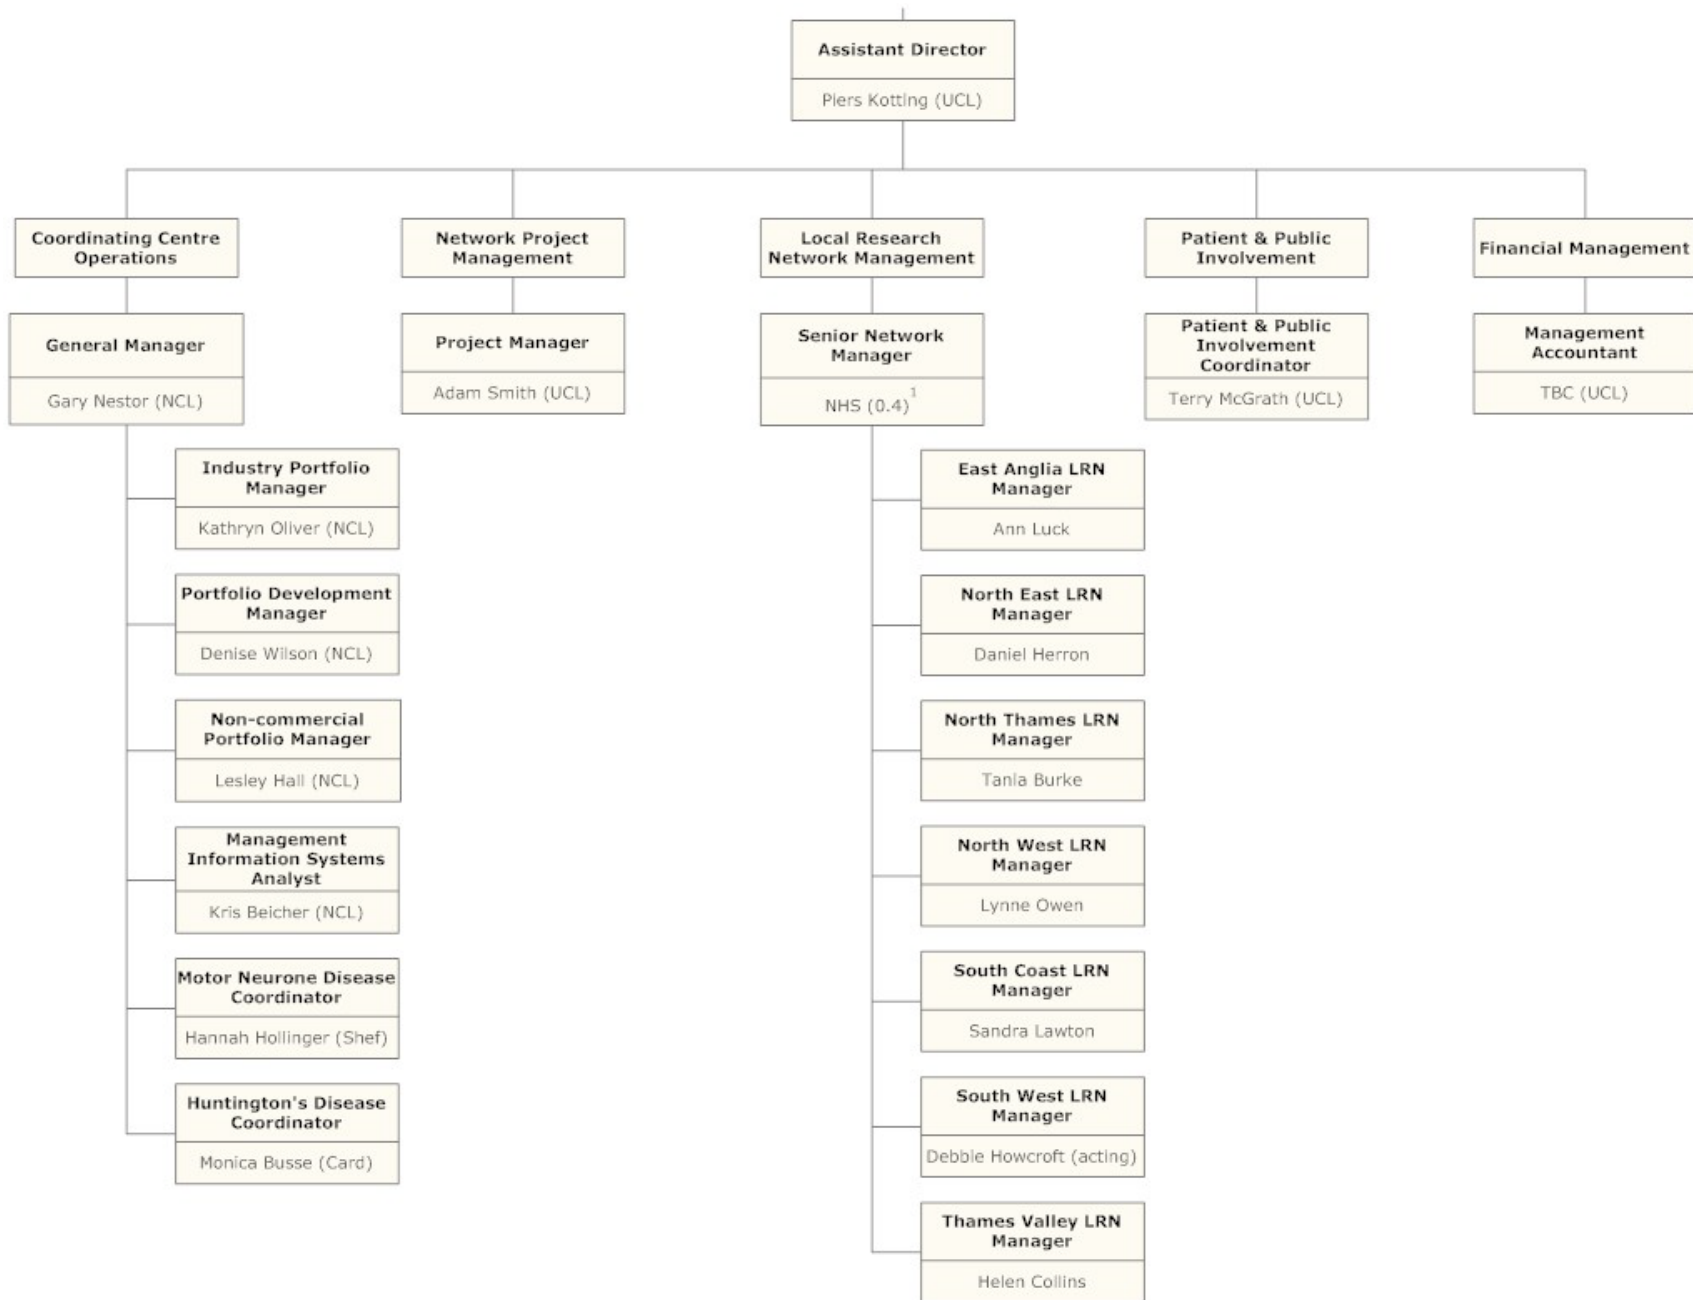 Assistant Director
Piers Kotting (UCL)
Coordinating Centre
Operations
General Manager
Gary Nestor (NCL)
Industry Portfolio
Manager
Kathryn Oliver (NCL)
Portfolio Development
Manager
Denise Wilson (NCL)
Non-commercial
Portfolio Manager
Lesley Hall (NCL)
Management
Information Systems
Analyst
Kris Beicher (NCL)
Motor Neurone Disease
Coordinator
Hannah Hollinger (Shef)
Huntington's Disease
Coordinator
Monica Busse (Card)
Network Project
Management
Project Manager
Adam Smith (UCL)
Local Research
Network Management
Senior Network
Manager
NHS (0.4)¹
East Anglia LRN
Manager
Ann Luck
North East LRN
Manager
Daniel Herron
North Thames LRN
Manager
Tania Burke
North West LRN
Manager
Lynne Owen
South Coast LRN
Manager
Sandra Lawton
South West LRN
Manager
Debbie Howcroft (acting)
Thames Valley LRN
Manager
Helen Collins
Patient & Public
Involvement
Patient & Public
Involvement
Coordinator
Terry McGrath (UCL)
Financial Management
Management
Accountant
TBC (UCL)